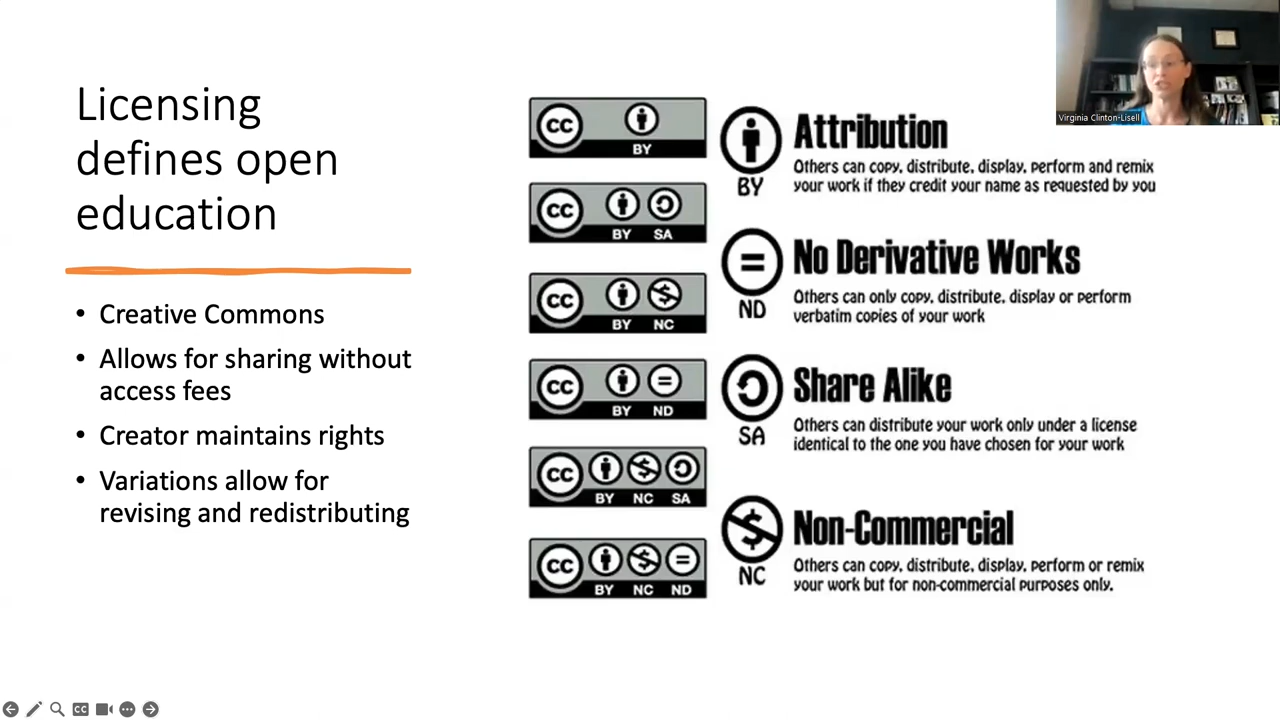 Licensing
defines open
education
• Creative Commons
• Allows for sharing without
access fees
• Creator maintains rights
• Variations allow for
revising and redistributing
CC BY
CC BY SA
CC BY NC
CC BY ND
CC BY NC SA
CC BY NC ND
Attribution
BY
Others can copy, distribute, display, perform and remix
your work if they credit your name as requested by you
No Derivative Works
ND
Others can only copy, distribute, display or perform
verbatim copies of your work
Share Alike
SA
Others can distribute your work only under a license
identical to the one you have chosen for your work
Non-Commercial
NC
Others can copy, distribute, display, perform or remix
your work but for non-commercial purposes only.
Virginia Clinton-Lisell
CC